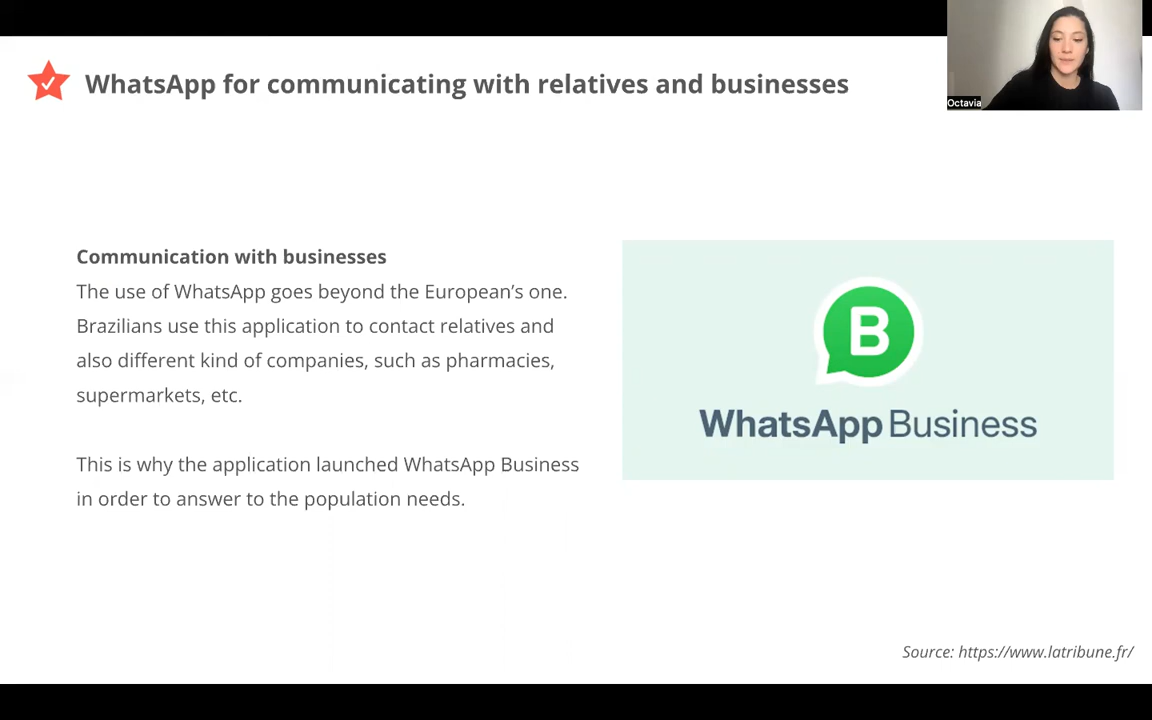 WhatsApp for communicating with relatives and businesses
Octavia
Communication with businesses
The use of WhatsApp goes beyond the European’s one.
Brazilians use this application to contact relatives and
also different kind of companies, such as pharmacies,
supermarkets, etc.
This is why the application launched WhatsApp Business
in order to answer to the population needs.
B
WhatsApp Business
Source: https://www.latribune.fr/